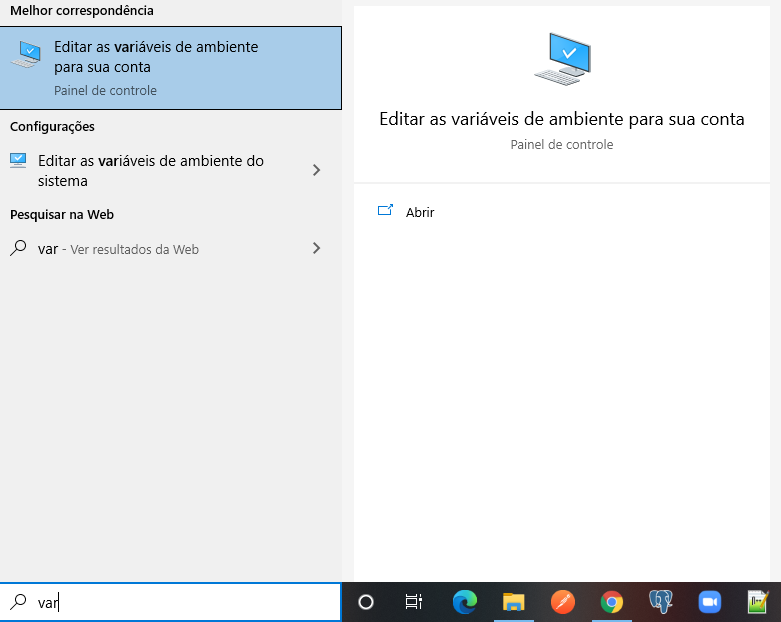 Melhor correspondência
Editar as variáveis de ambiente
para sua conta
Painel de controle
Configurações
Editar as variáveis de ambiente do
sistema
Pesquisar na Web
var - Ver resultados da Web
Editar as variáveis de ambiente para sua conta
Painel de controle
Abrir
var